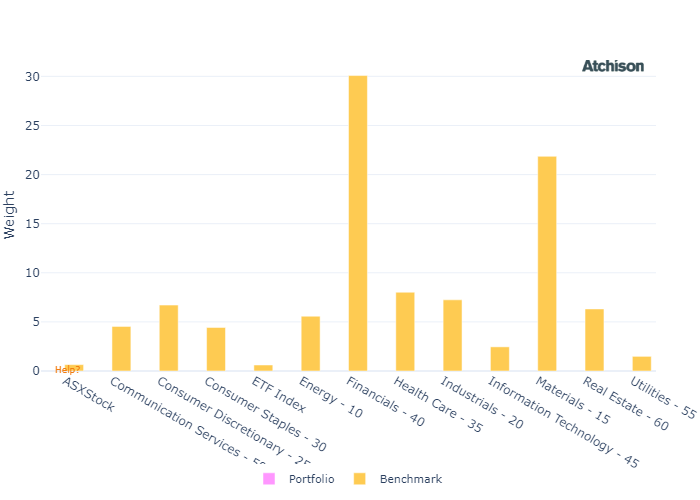 Atchison
30
25
20
15
10
5
0
Weight
Help?
ASXStock
Communication Services - 50
Consumer Discretionary - 25
Consumer Staples - 30
ETF Index
Energy - 10
Financials - 40
Health Care - 35
Industrials - 20
Information Technology - 45
Materials - 15
Real Estate - 60
Utilities - 55
Portfolio
Benchmark